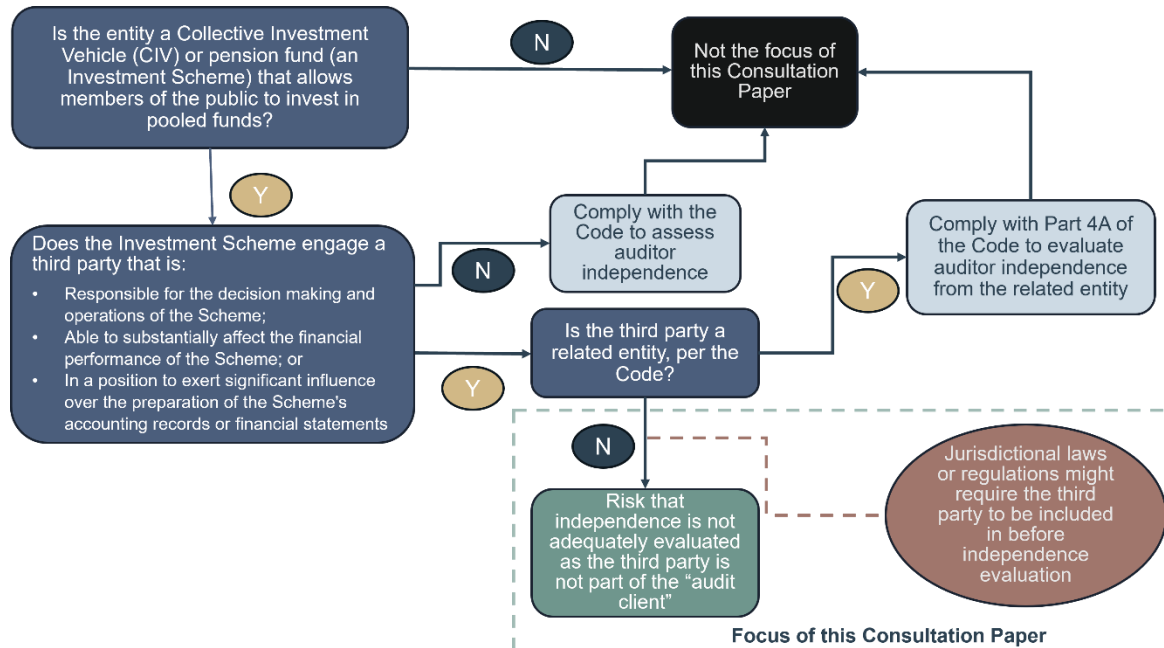 Is the entity a Collective Investment
Vehicle (CIV) or pension fund (an
Investment Scheme) that allows
members of the public to invest in
pooled funds?
N
Not the focus of
this Consultation
Paper
Y
Does the Investment Scheme engage a
third party that is:
• Responsible for the decision making and
operations of the Scheme;
• Able to substantially affect the financial
performance of the Scheme; or
• In a position to exert significant influence
over the preparation of the Scheme's
accounting records or financial statements
N
Comply with the
Code to assess
auditor
independence
Y
Is the third party a
related entity, per the
Code?
Y
Comply with Part 4A of
the Code to evaluate
auditor independence
from the related entity
N
Risk that
independence is not
adequately evaluated
as the third party is
not part of the “audit
client”
Jurisdictional laws
or regulations might
require the third
party to be included
in before
independence
evaluation
Focus of this Consultation Paper